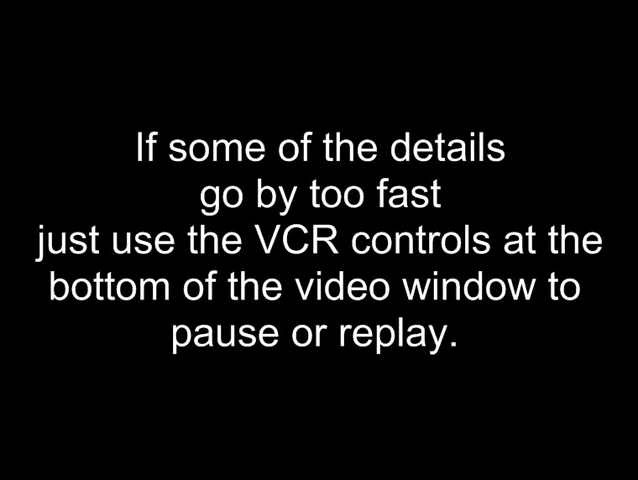 If some of the details
go by too fast
just use the VCR controls at the
bottom of the video window to
pause or replay.